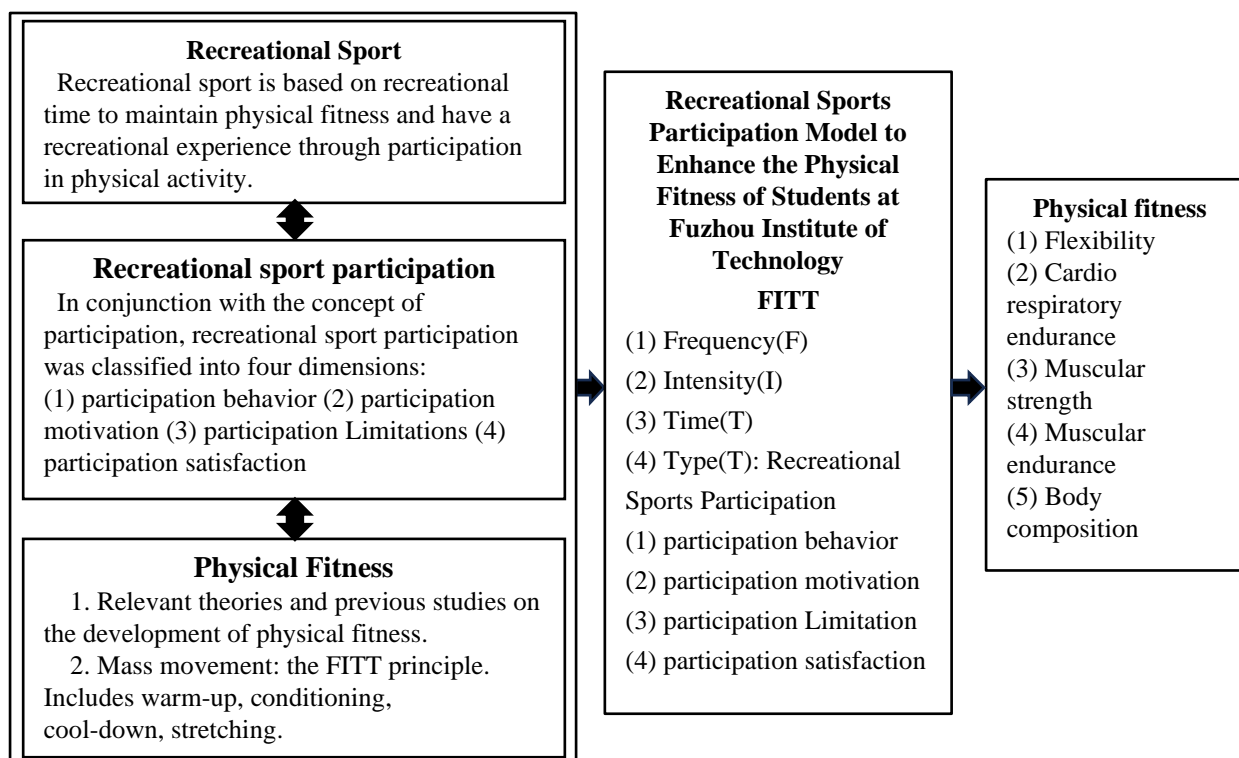 Recreational Sport
Recreational sport is based on recreational
time to maintain physical fitness and have a
recreational experience through participation
in physical activity.
Recreational sport participation
In conjunction with the concept of
participation, recreational sport participation
was classified into four dimensions:
(1) participation behavior (2) participation
motivation (3) participation Limitations (4)
participation satisfaction
Physical Fitness
1. Relevant theories and previous studies on
the development of physical fitness.
2. Mass movement: the FITT principle.
Includes warm-up, conditioning,
cool-down, stretching.
Recreational Sports
Participation Model to
Enhance the Physical
Fitness of Students at
Fuzhou Institute of
Technology
FITT
(1) Frequency(F)
(2) Intensity(I)
(3) Time(T)
(4) Type(T): Recreational
Sports Participation
(1) participation behavior
(2) participation motivation
(3) participation Limitation
(4) participation satisfaction
Physical fitness
(1) Flexibility
(2) Cardio
respiratory
endurance
(3) Muscular
strength
(4) Muscular
endurance
(5) Body
composition